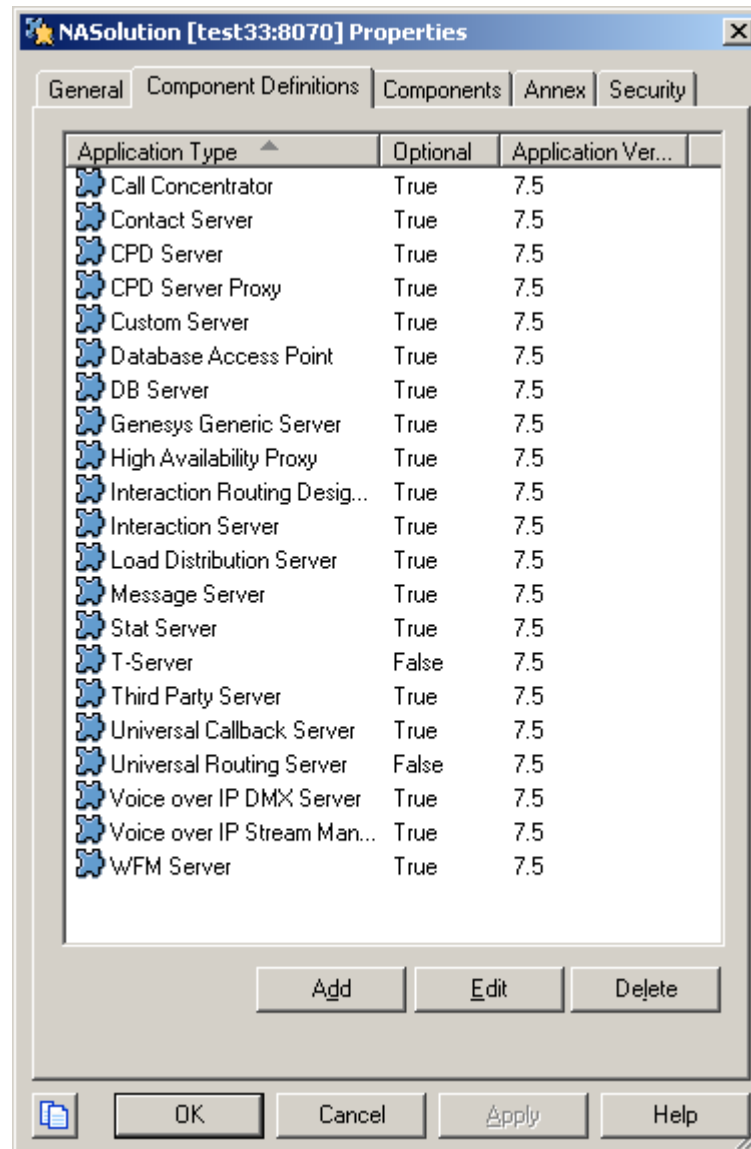 NASolution [test33:8070] Properties
General Component Definitions Components Annex Security
Application Type Optional Application Ver...
Call Concentrator True 7.5
Contact Server True 7.5
CPD Server True 7.5
CPD Server Proxy True 7.5
Custom Server True 7.5
Database Access Point True 7.5
DB Server True 7.5
Genesys Generic Server True 7.5
High Availability Proxy True 7.5
Interaction Routing Desig... True 7.5
Interaction Server True 7.5
Load Distribution Server True 7.5
Message Server True 7.5
Stat Server True 7.5
T-Server False 7.5
Third Party Server True 7.5
Universal Callback Server True 7.5
Universal Routing Server False 7.5
Voice over IP DMX Server True 7.5
Voice over IP Stream Man... True 7.5
WFM Server True 7.5
Add Edit Delete
OK Cancel Apply Help